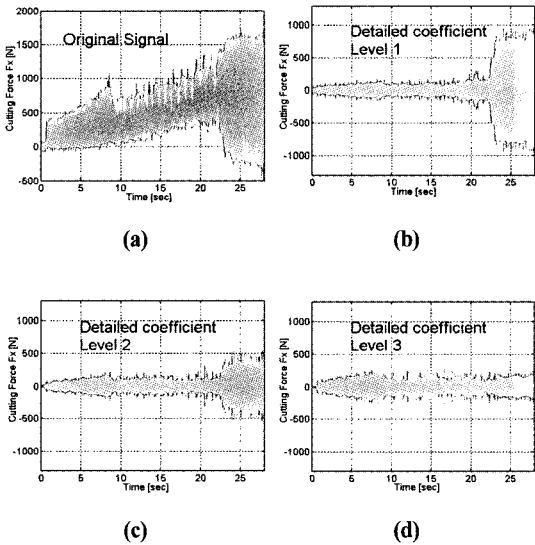 Original Signal
Cutting Force Fx [N]
2000
1500
1000
500
0
-500
0 5 10 15 20 25
Time [sec]
(a)
Detailed coefficient
Level 1
Cutting Force Fx [N]
1000
500
0
-500
-1000
0 5 10 15 20 25
Time [sec]
(b)
Detailed coefficient
Level 2
Cutting Force Fx [N]
1000
500
0
-500
-1000
0 5 10 15 20 25
Time [sec]
(c)
Detailed coefficient
Level 3
Cutting Force Fx [N]
1000
500
0
-500
-1000
0 5 10 15 20 25
Time [sec]
(d)